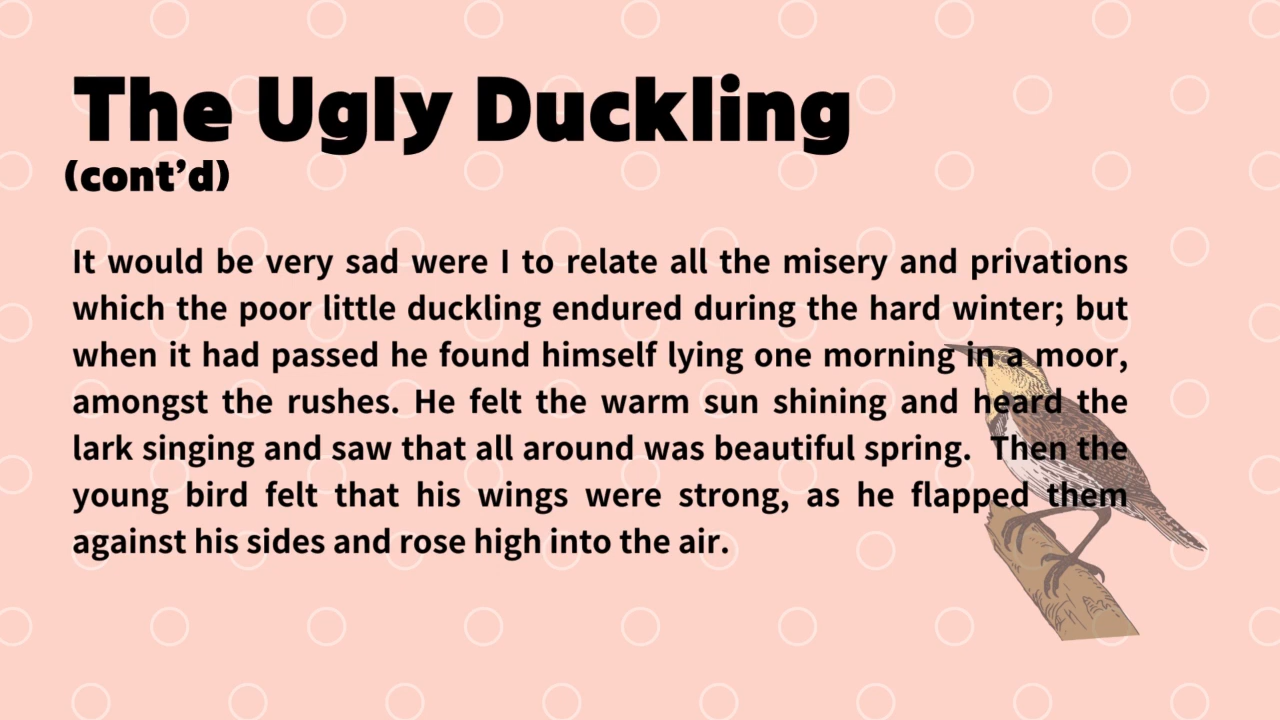 The Ugly Duckling
(cont’d)
It would be very sad were I to relate all the misery and privations
which the poor little duckling endured during the hard winter; but
when it had passed he found himself lying one morning in a moor,
amongst the rushes. He felt the warm sun shining and heard the
lark singing and saw that all around was beautiful spring.  Then the
young bird felt that his wings were strong, as he flapped them
against his sides and rose high into the air.